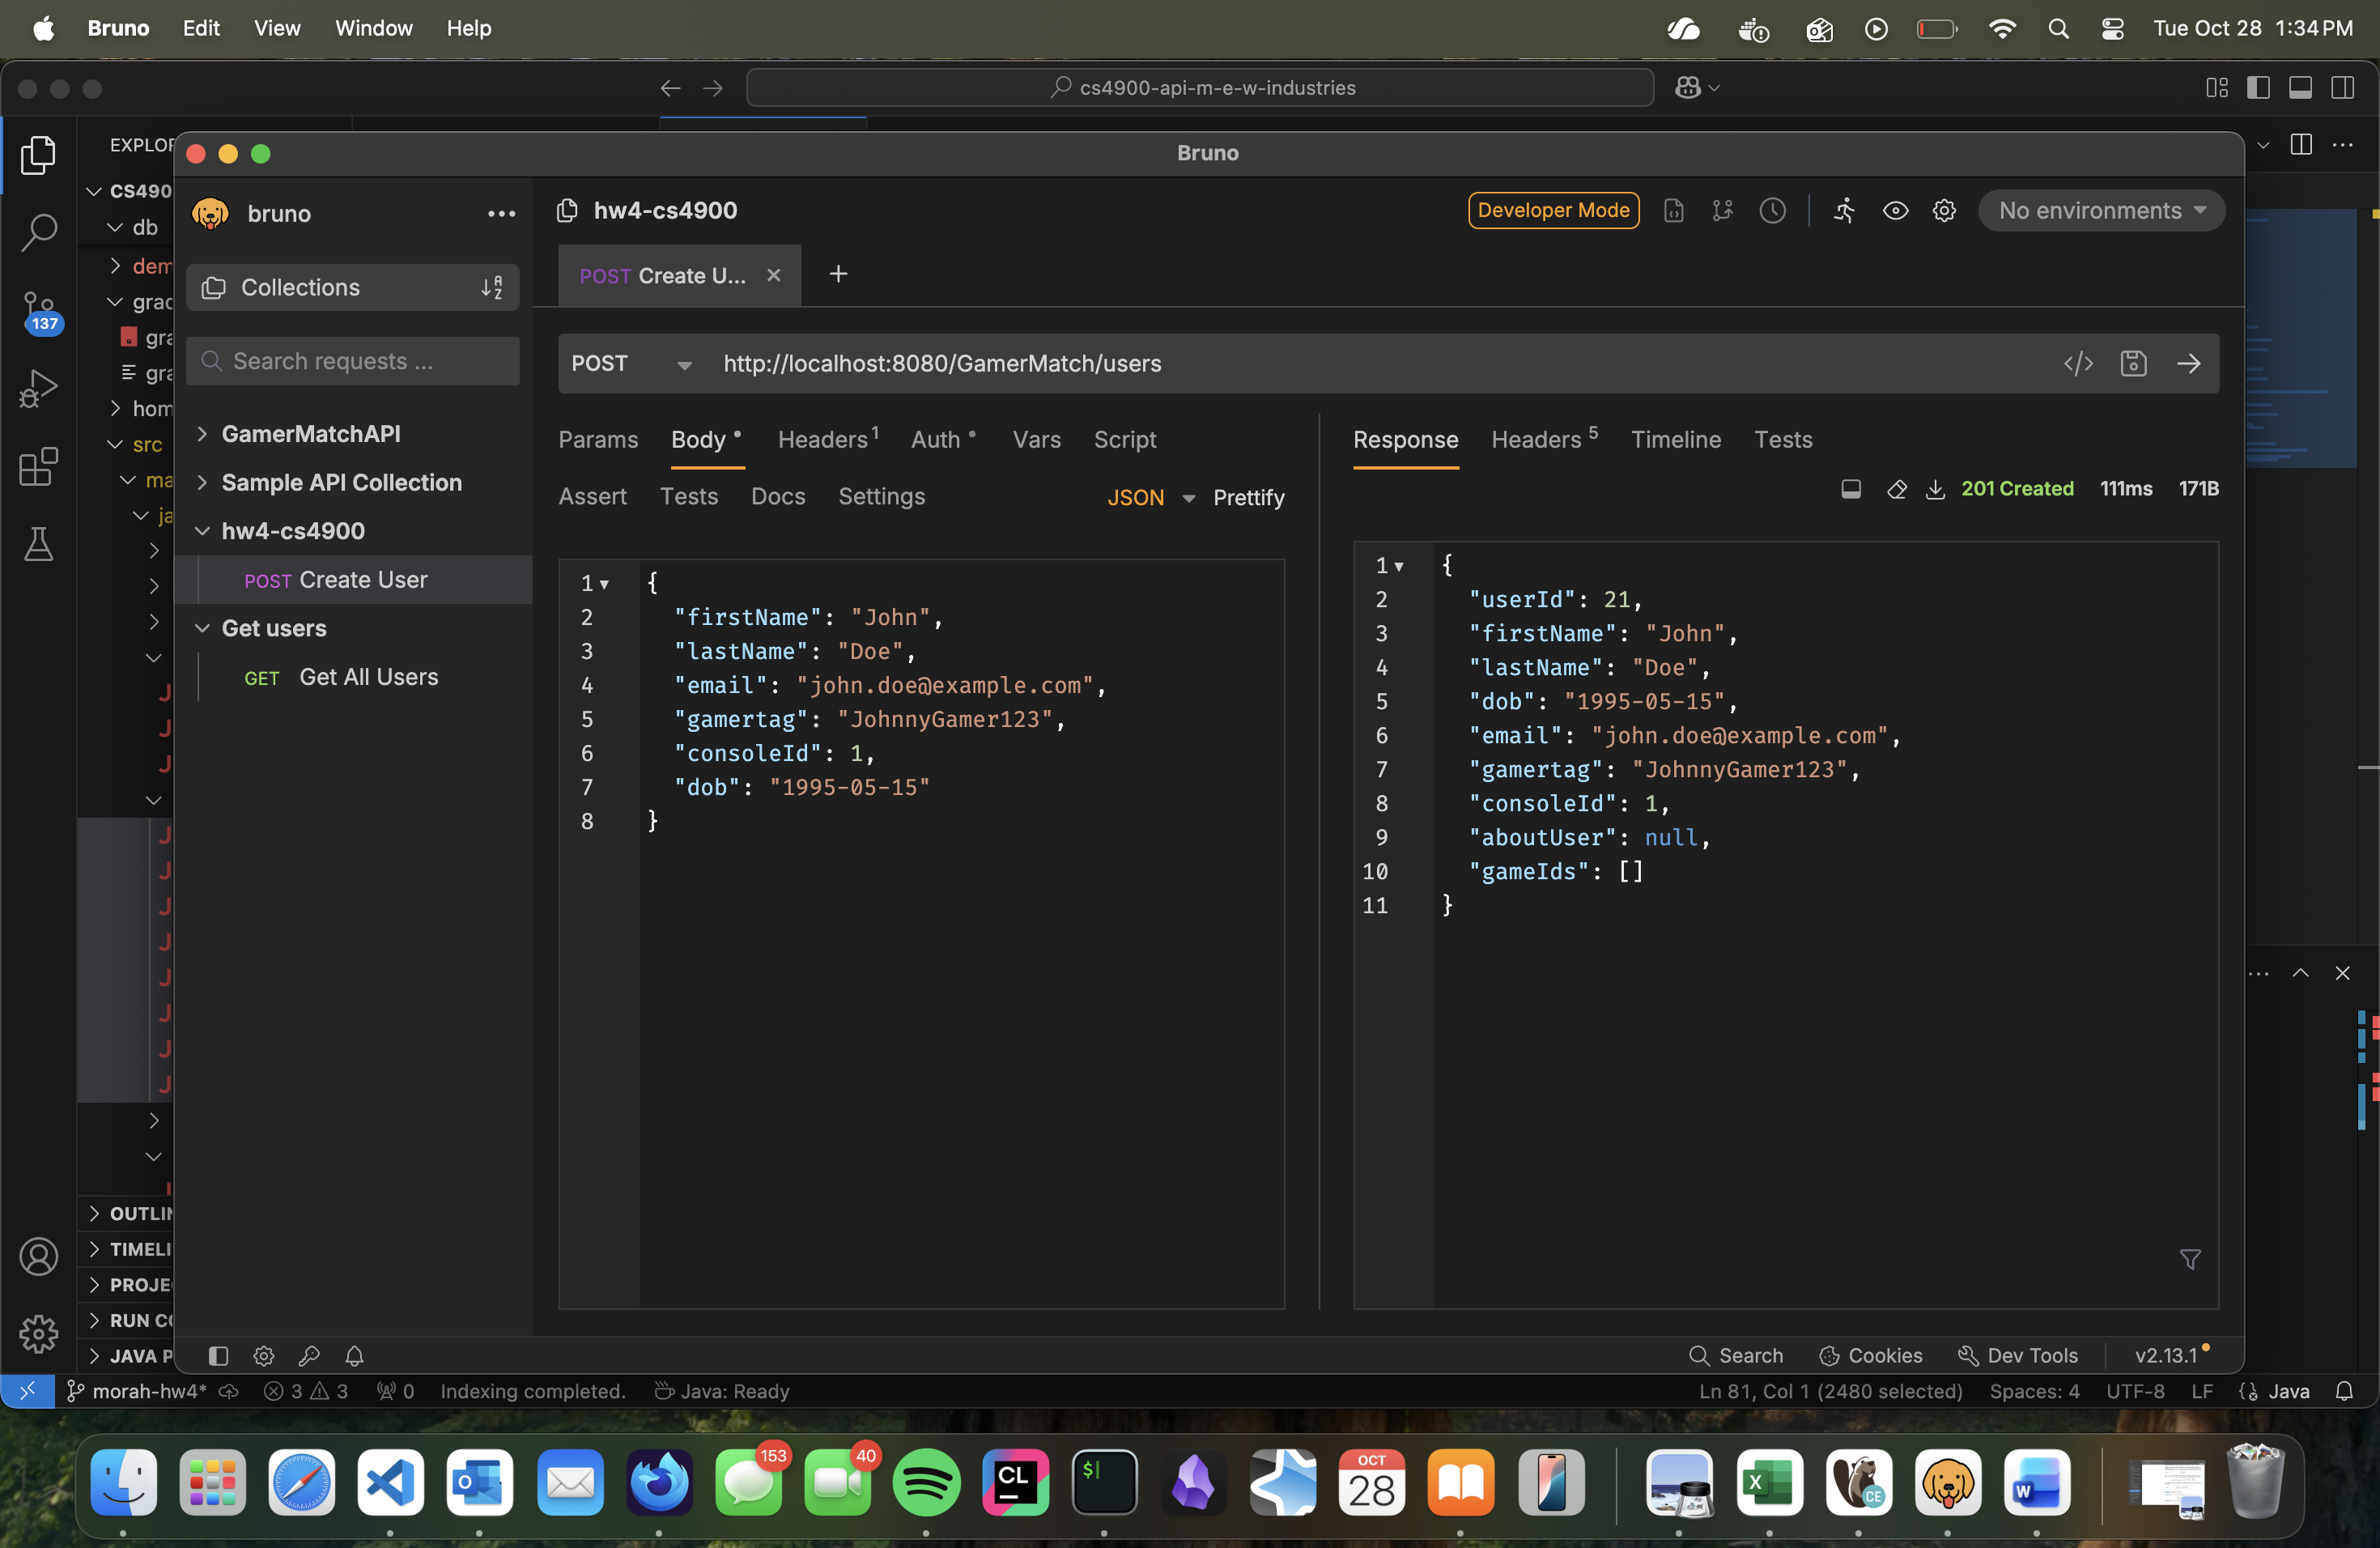 Bruno Edit View Window Help Tue Oct 28 1:34 PM
cs4900-api-m-e-w-industries
Bruno
EXPLOR
CS490
db
dem
grad
gra
gra
hom
src
ma
ja
137
bruno
hw4-cs4900
Developer Mode
No environments
Collections
POST Create U...
Search requests ...
POST http://localhost:8080/GamerMatch/users
GamerMatchAPI
Sample API Collection
hw4-cs4900
POST Create User
Get users
GET Get All Users
Params Body Headers 1 Auth Vars Script
Assert Tests Docs Settings JSON Prettify
1 {
2 "firstName": "John",
3 "lastName": "Doe",
4 "email": "john.doe@example.com",
5 "gamertag": "JohnnyGamer123",
6 "consoleId": 1,
7 "dob": "1995-05-15"
8 }
Response Headers 5 Timeline Tests
201 Created 111ms 171B
1 {
2 "userId": 21,
3 "firstName": "John",
4 "lastName": "Doe",
5 "dob": "1995-05-15",
6 "email": "john.doe@example.com",
7 "gamertag": "JohnnyGamer123",
8 "consoleId": 1,
9 "aboutUser": null,
10 "gameIds": []
11 }
OUTLIN
TIMELI
PROJE
RUN CO
JAVA P
Search Cookies Dev Tools v2.13.1
morah-hw4* 3 3 0 Indexing completed. Java: Ready Ln 81, Col 1 (2480 selected) Spaces: 4 UTF-8 LF Java
153
40
CL
$
OCT
28
X
CE
W